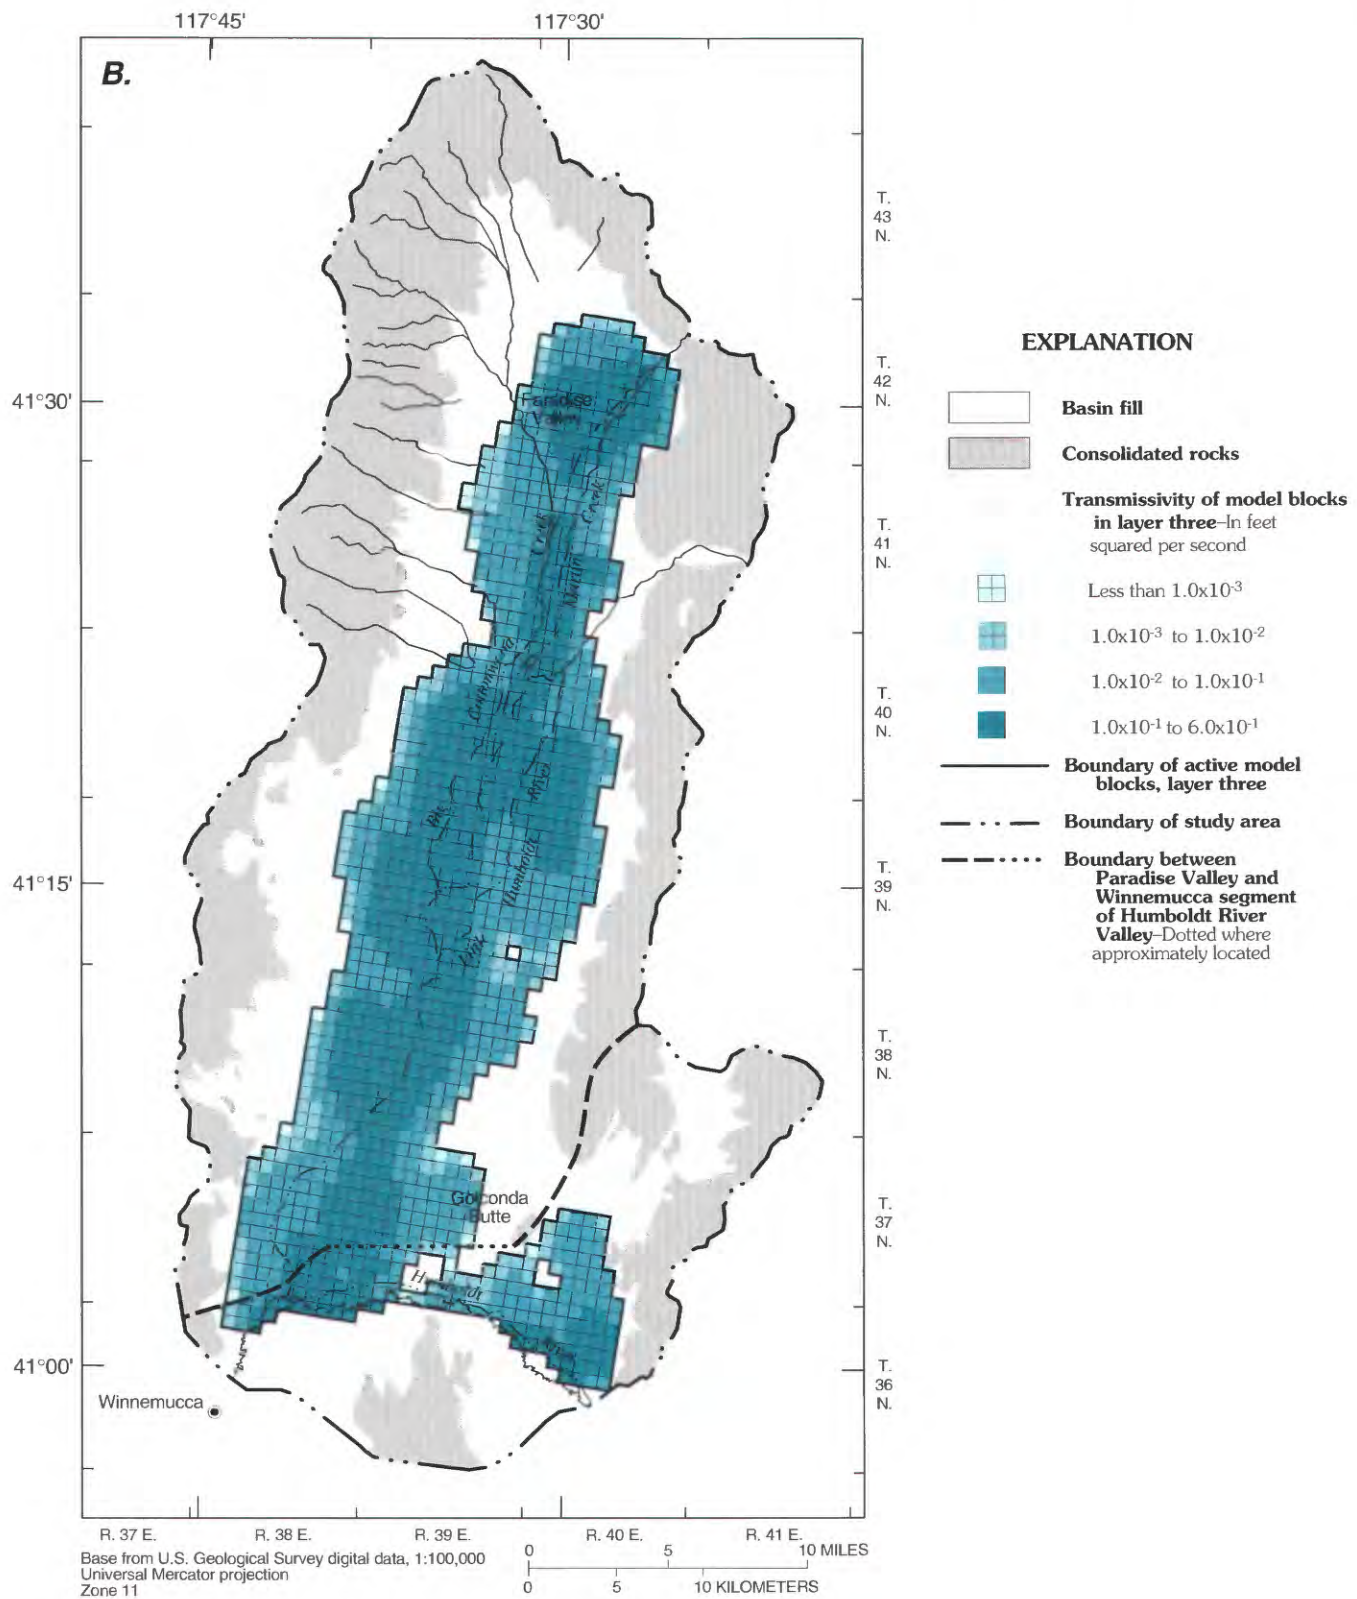 117°45'
117°30'
B.
T.
43
N.
T.
42
N.
41°30'
Paradise
Valley
T.
41
N.
Creek
Creek
Martin
Cottonwood
T.
40
N.
River
Big
Humboldt
Little
41°15'
T.
39
N.
T.
38
N.
Golconda
Butte
T.
37
N.
41°00'
T.
36
N.
Winnemucca
R. 37 E.
R. 38 E.
R. 39 E.
R. 40 E.
R. 41 E.
Base from U.S. Geological Survey digital data, 1:100,000
Universal Mercator projection
Zone 11
0 5 10 MILES
0 5 10 KILOMETERS
EXPLANATION
Basin fill
Consolidated rocks
Transmissivity of model blocks
in layer three–In feet
squared per second
Less than 1.0x10-3
1.0x10-3 to 1.0x10-2
1.0x10-2 to 1.0x10-1
1.0x10-1 to 6.0x10-1
Boundary of active model
blocks, layer three
Boundary of study area
Boundary between
Paradise Valley and
Winnemucca segment
of Humboldt River
Valley–Dotted where
approximately located